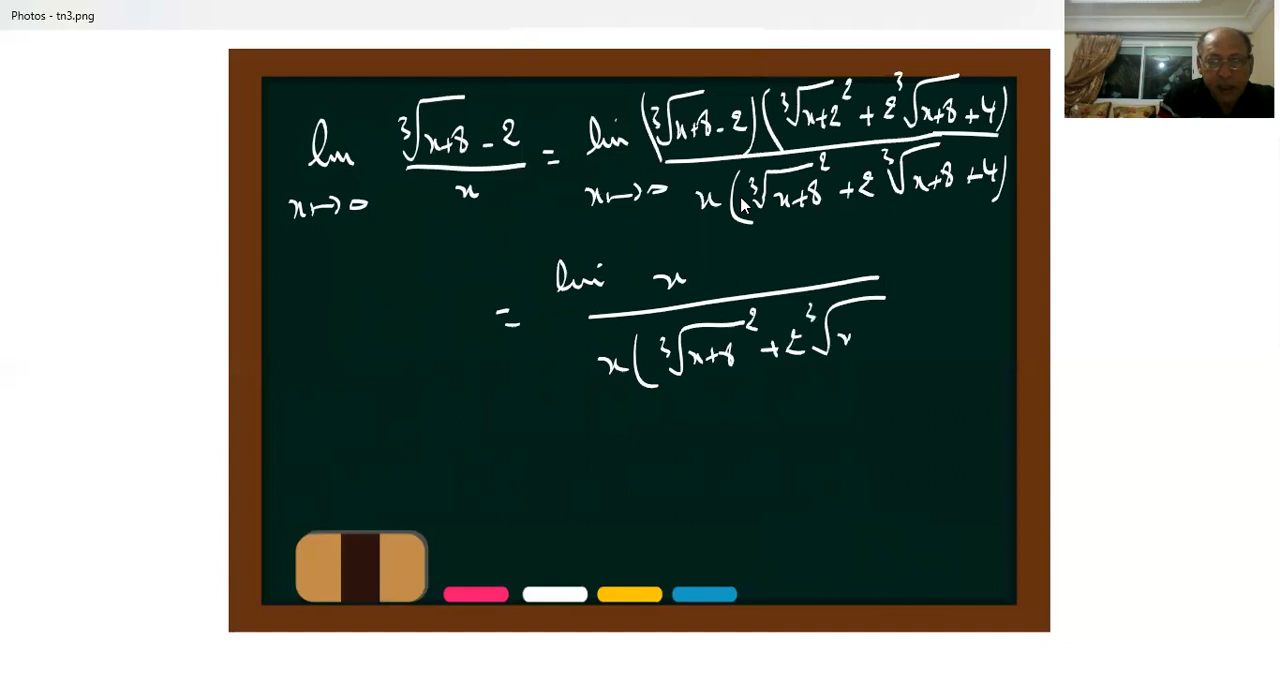 Photos - tn3.png
lim x→0 (∛(x+8) - 2)/x = lim x→0 ((∛(x+8) - 2)(∛(x+2)² + 2∛(x+8) + 4))/(x(∛(x+8)² + 2∛(x+8) + 4))
= lim x/(x(∛(x+8)² + 2∛x